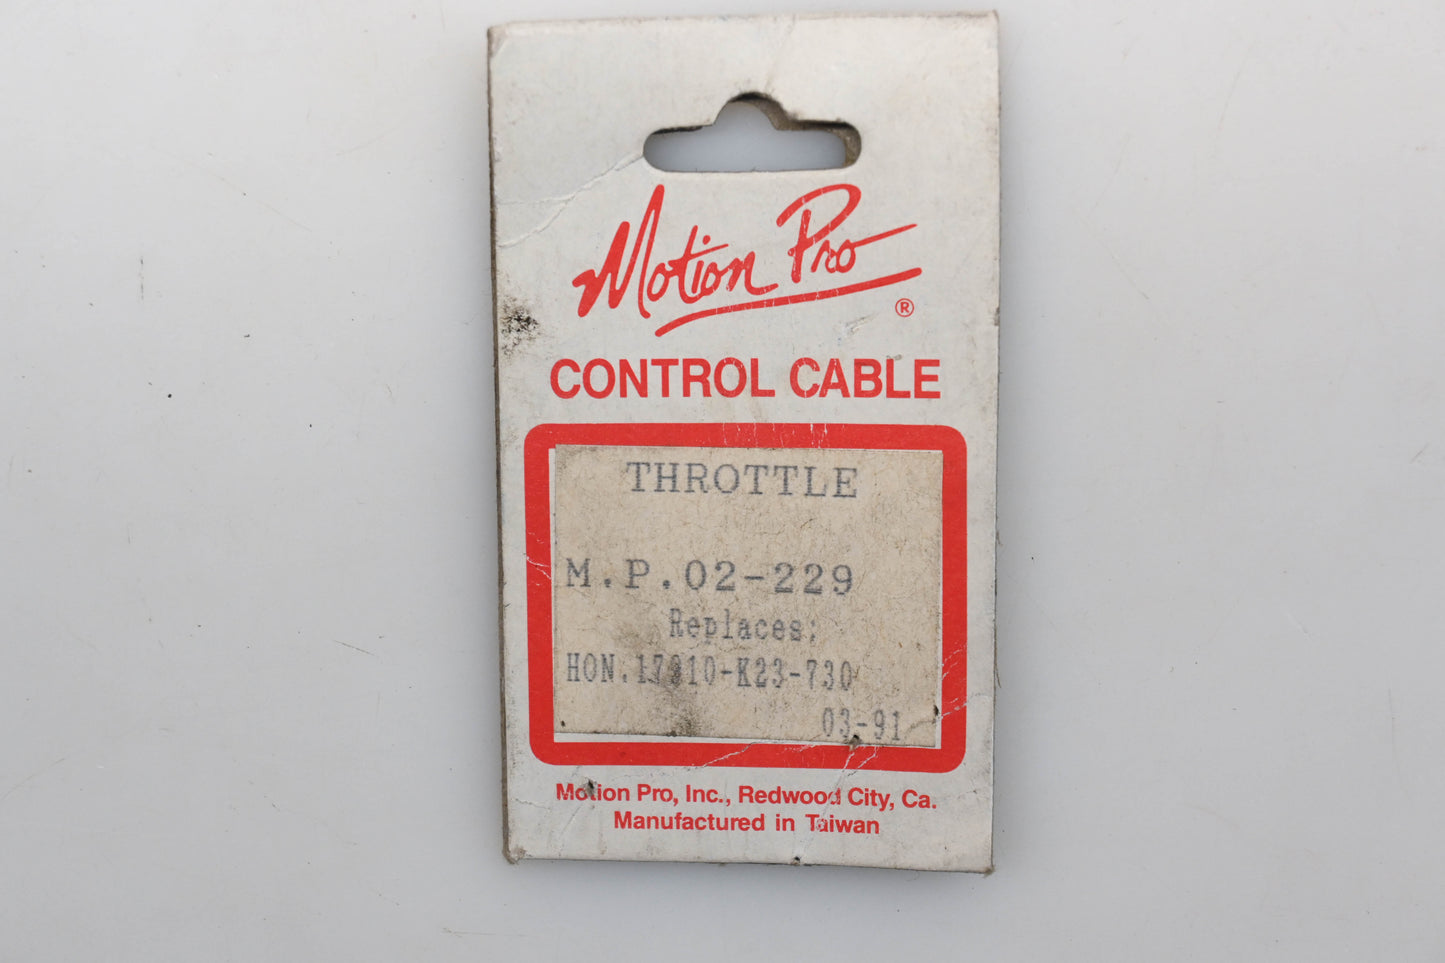 Motion Pro
®
CONTROL CABLE
THROTTLE
M.P.02-229
Replaces:
HON.17910-K23-730
03-91
Motion Pro, Inc., Redwood City, Ca.
Manufactured in Taiwan